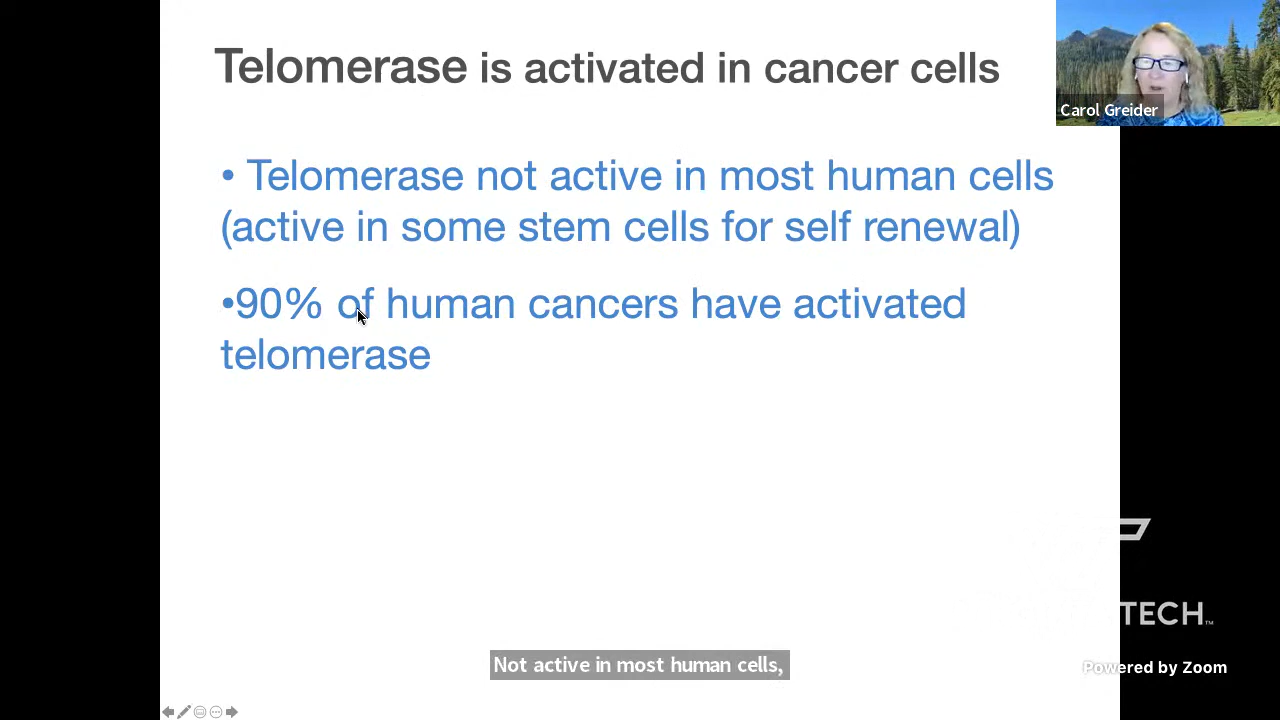 Telomerase is activated in cancer cells
Carol Greider
• Telomerase not active in most human cells
(active in some stem cells for self renewal)
•90% of human cancers have activated
telomerase
TECH™
Not active in most human cells,
Powered by Zoom